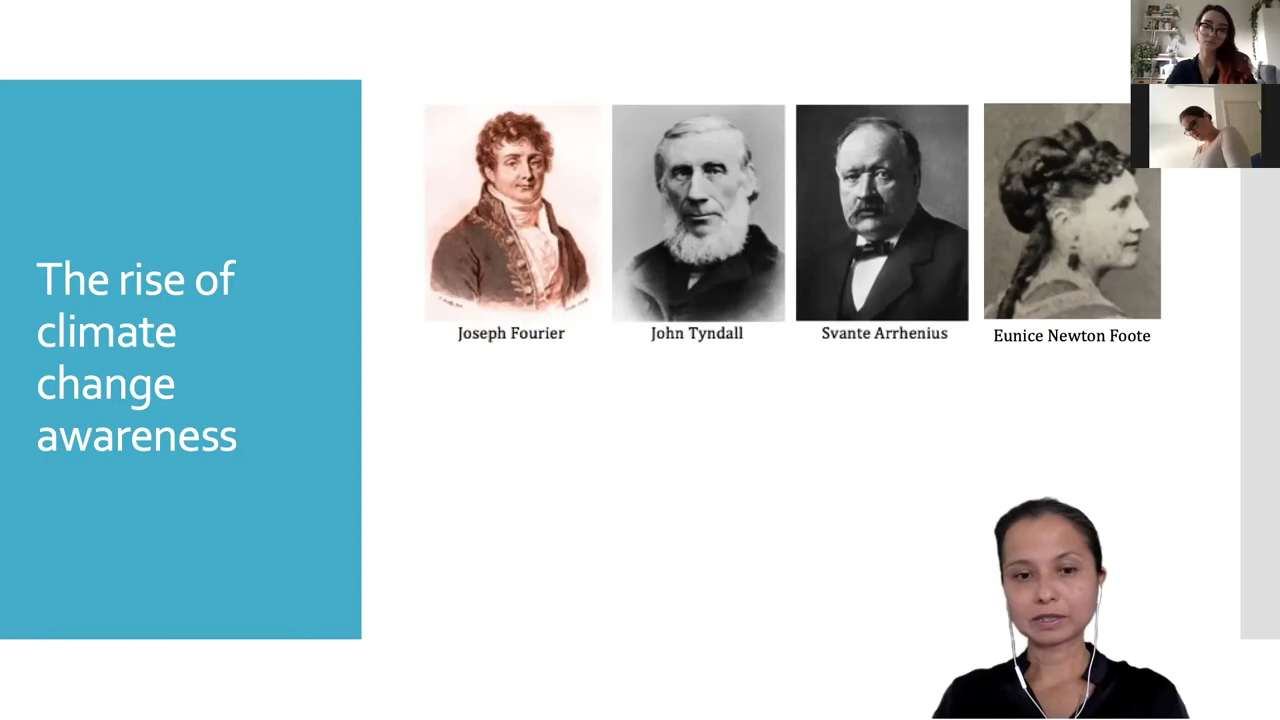 The rise of
climate
change
awareness
Joseph Fourier
John Tyndall
Svante Arrhenius
Eunice Newton Foote